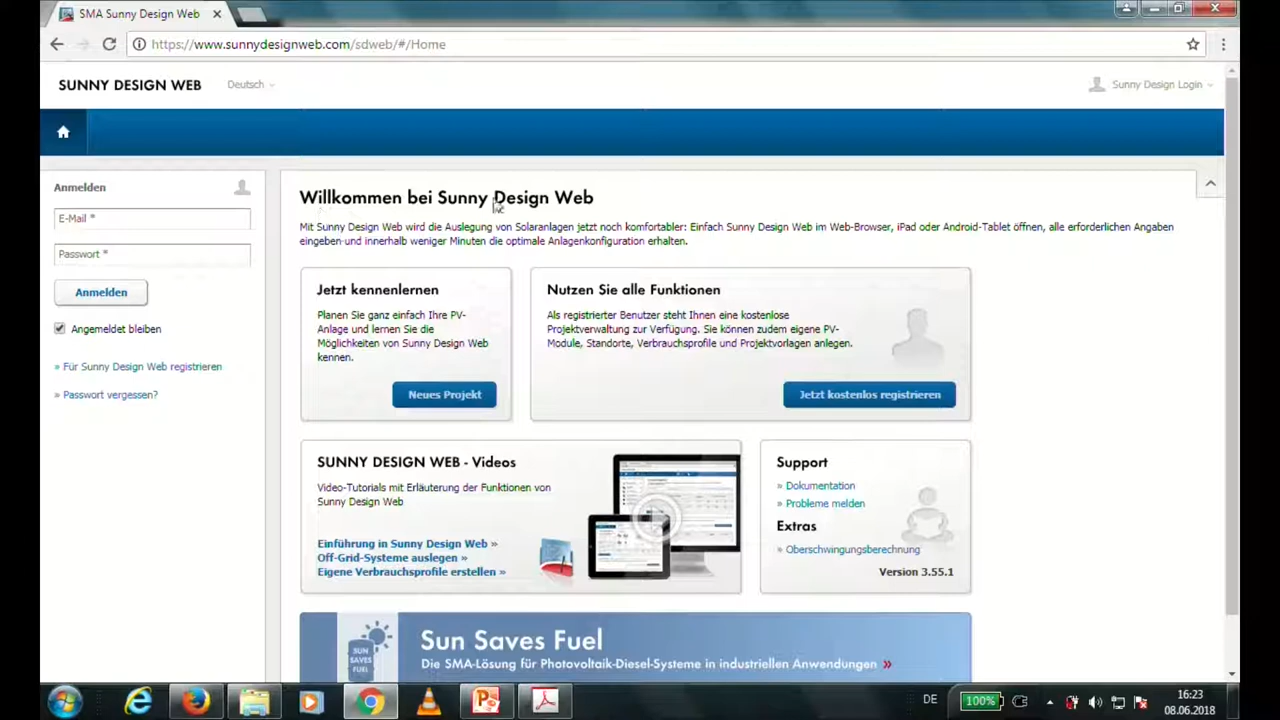 SMA Sunny Design Web
https://www.sunnydesignweb.com/sdweb/#/Home
SUNNY DESIGN WEB
Deutsch
Sunny Design Login
Anmelden
E-Mail *
Passwort *
Anmelden
Angemeldet bleiben
» Für Sunny Design Web registrieren
» Passwort vergessen?
Willkommen bei Sunny Design Web
Mit Sunny Design Web wird die Auslegung von Solaranlagen jetzt noch komfortabler: Einfach Sunny Design Web im Web-Browser, iPad oder Android-Tablet öffnen, alle erforderlichen Angaben
eingeben und innerhalb weniger Minuten die optimale Anlagenkonfiguration erhalten.
Jetzt kennenlernen
Planen Sie ganz einfach Ihre PV-
Anlage und lernen Sie die
Möglichkeiten von Sunny Design Web
kennen.
Neues Projekt
Nutzen Sie alle Funktionen
Als registrierter Benutzer steht Ihnen eine kostenlose
Projektverwaltung zur Verfügung. Sie können zudem eigene PV-
Module, Standorte, Verbrauchsprofile und Projektvorlagen anlegen.
Jetzt kostenlos registrieren
SUNNY DESIGN WEB - Videos
Video-Tutorials mit Erläuterung der Funktionen von
Sunny Design Web
Einführung in Sunny Design Web »
Off-Grid-Systeme auslegen »
Eigene Verbrauchsprofile erstellen »
Support
» Dokumentation
» Probleme melden
Extras
» Oberschwingungsberechnung
Version 3.55.1
SUN
SAVES
FUEL
Sun Saves Fuel
Die SMA-Lösung für Photovoltaik-Diesel-Systeme in industriellen Anwendungen »
DE
100%
16:23
08.06.2018